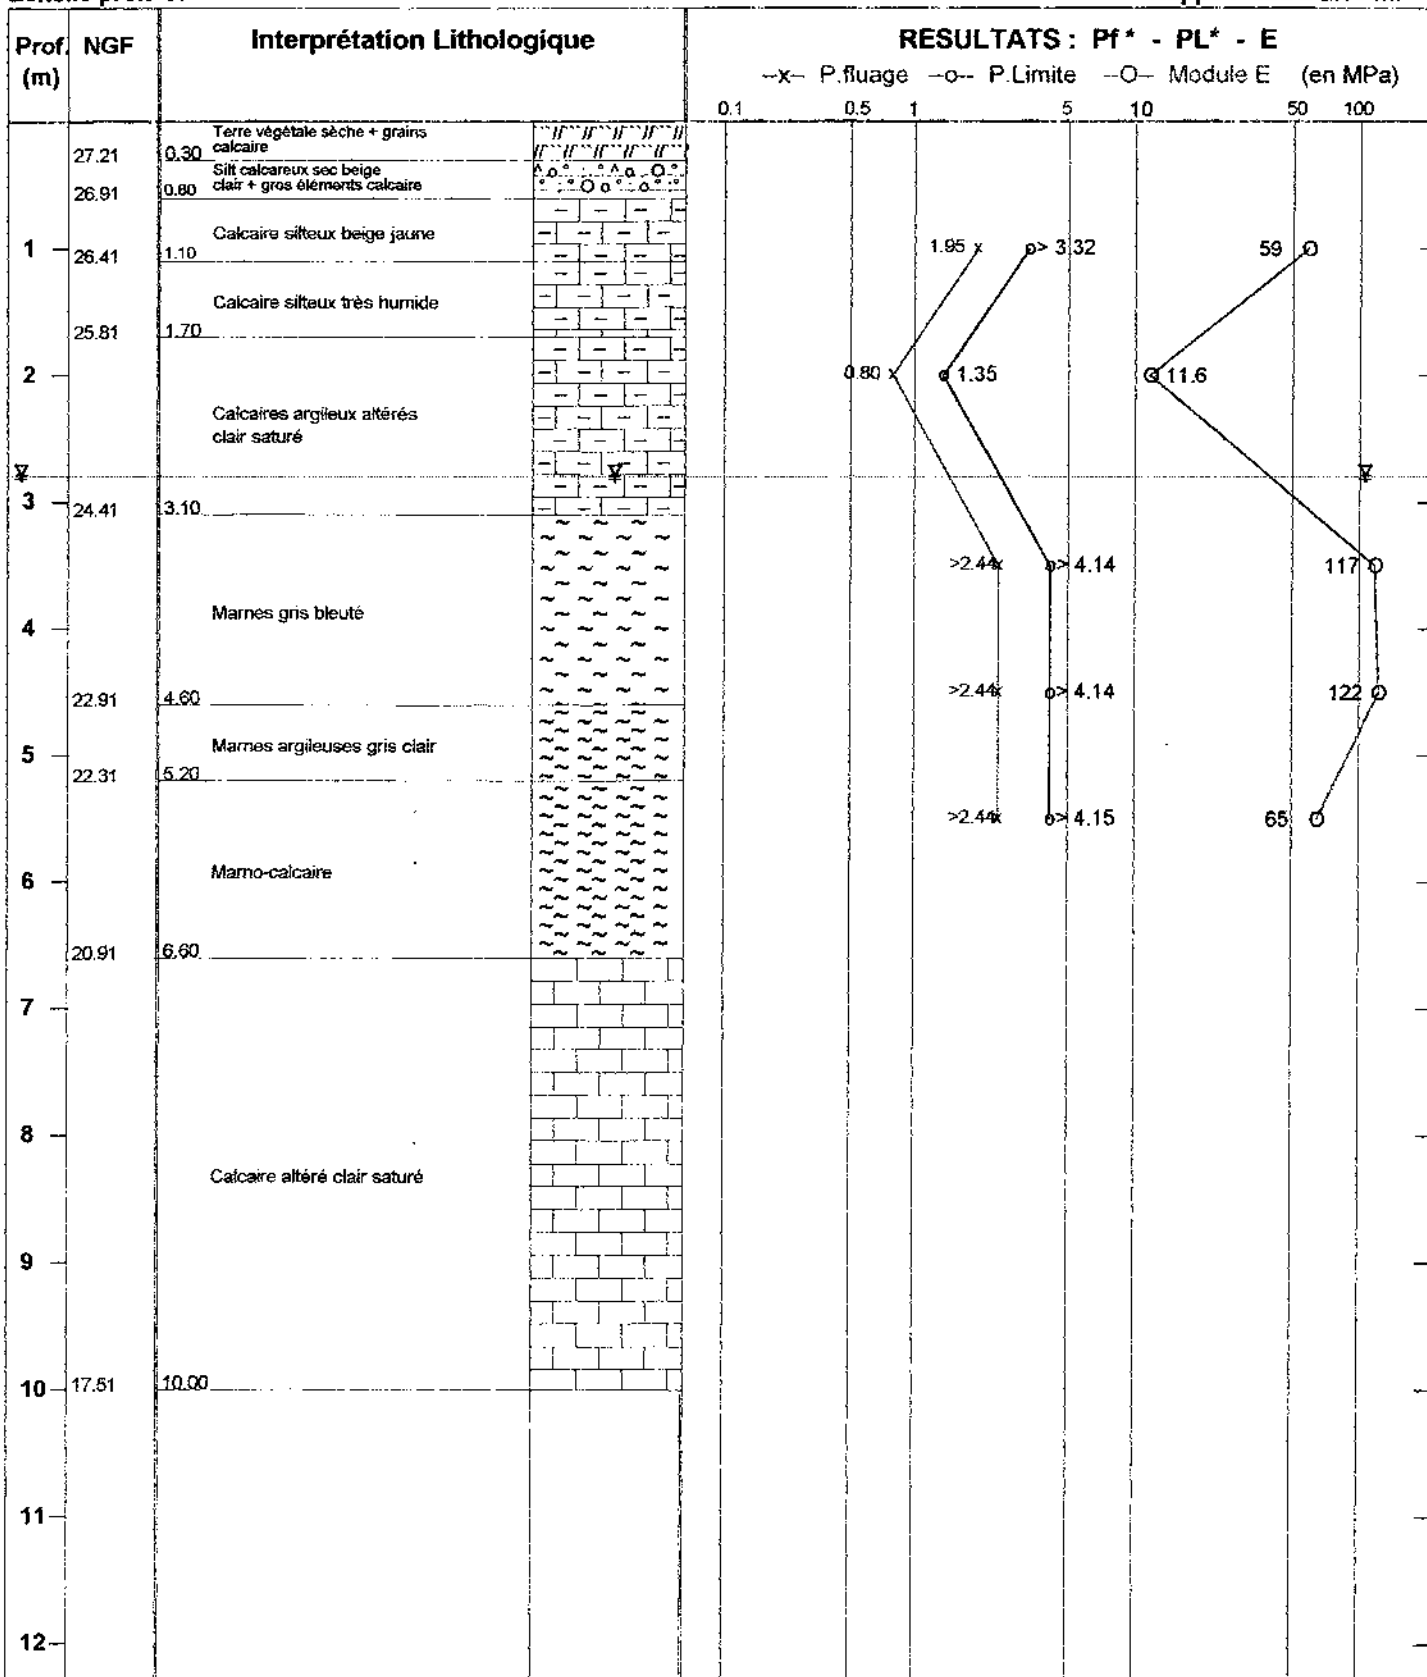 Prof. NGF Interprétation Lithologique RESULTATS : Pf* - PL* - E
(m) --x-- P.fluage --o-- P.Limite --O-- Module E (en MPa)
0.1 0.5 1 5 10 50 100
Terre végétale sèche + grains
27.21 0.30 calcaire
Silt calcareux sec beige
26.91 0.80 clair + gros éléments calcaire
Calcaire silteux beige jaune
1 26.41 1.10 1.95 > 3.32 59
Calcaire silteux très humide
25.81 1.70
2 0.80 1.35 11.6
Calcaires argileux altérés
clair saturé
3 24.41 3.10
>2.44 > 4.14 117
Marnes gris bleuté
4
22.91 4.60 >2.44 > 4.14 122
Marnes argileuses gris clair
5
22.31 5.20
>2.44 > 4.15 65
Marno-calcaire
6
20.91 6.60
7
8
Calcaire altéré clair saturé
9
10 17.51 10.00
11
12